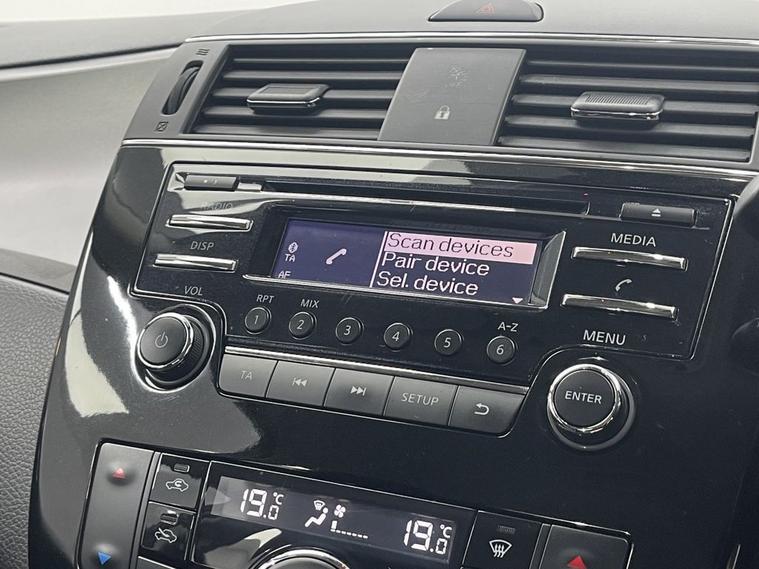 RADIO
DISP
TA
AF
Scan devices
Pair device
Sel. device
MEDIA
MENU
VOL
RPT
MIX
A-Z
1
2
3
4
5
6
TA
SETUP
ENTER
19.0°C
19.0°C